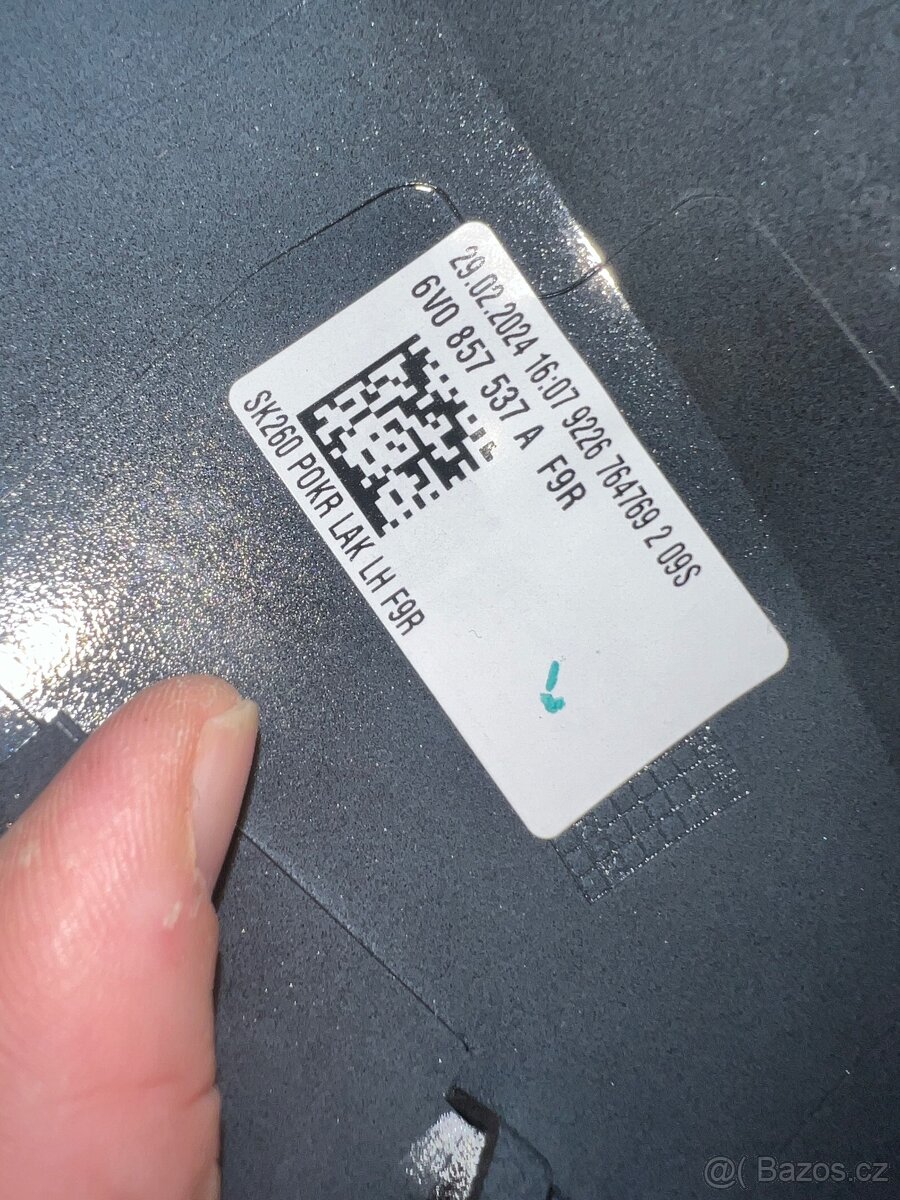 29.02.2024 16:07 9226 764769 2 09S
6V0 857 537 A F9R
SK260 POKR LAK LH F9R
@( Bazos.cz